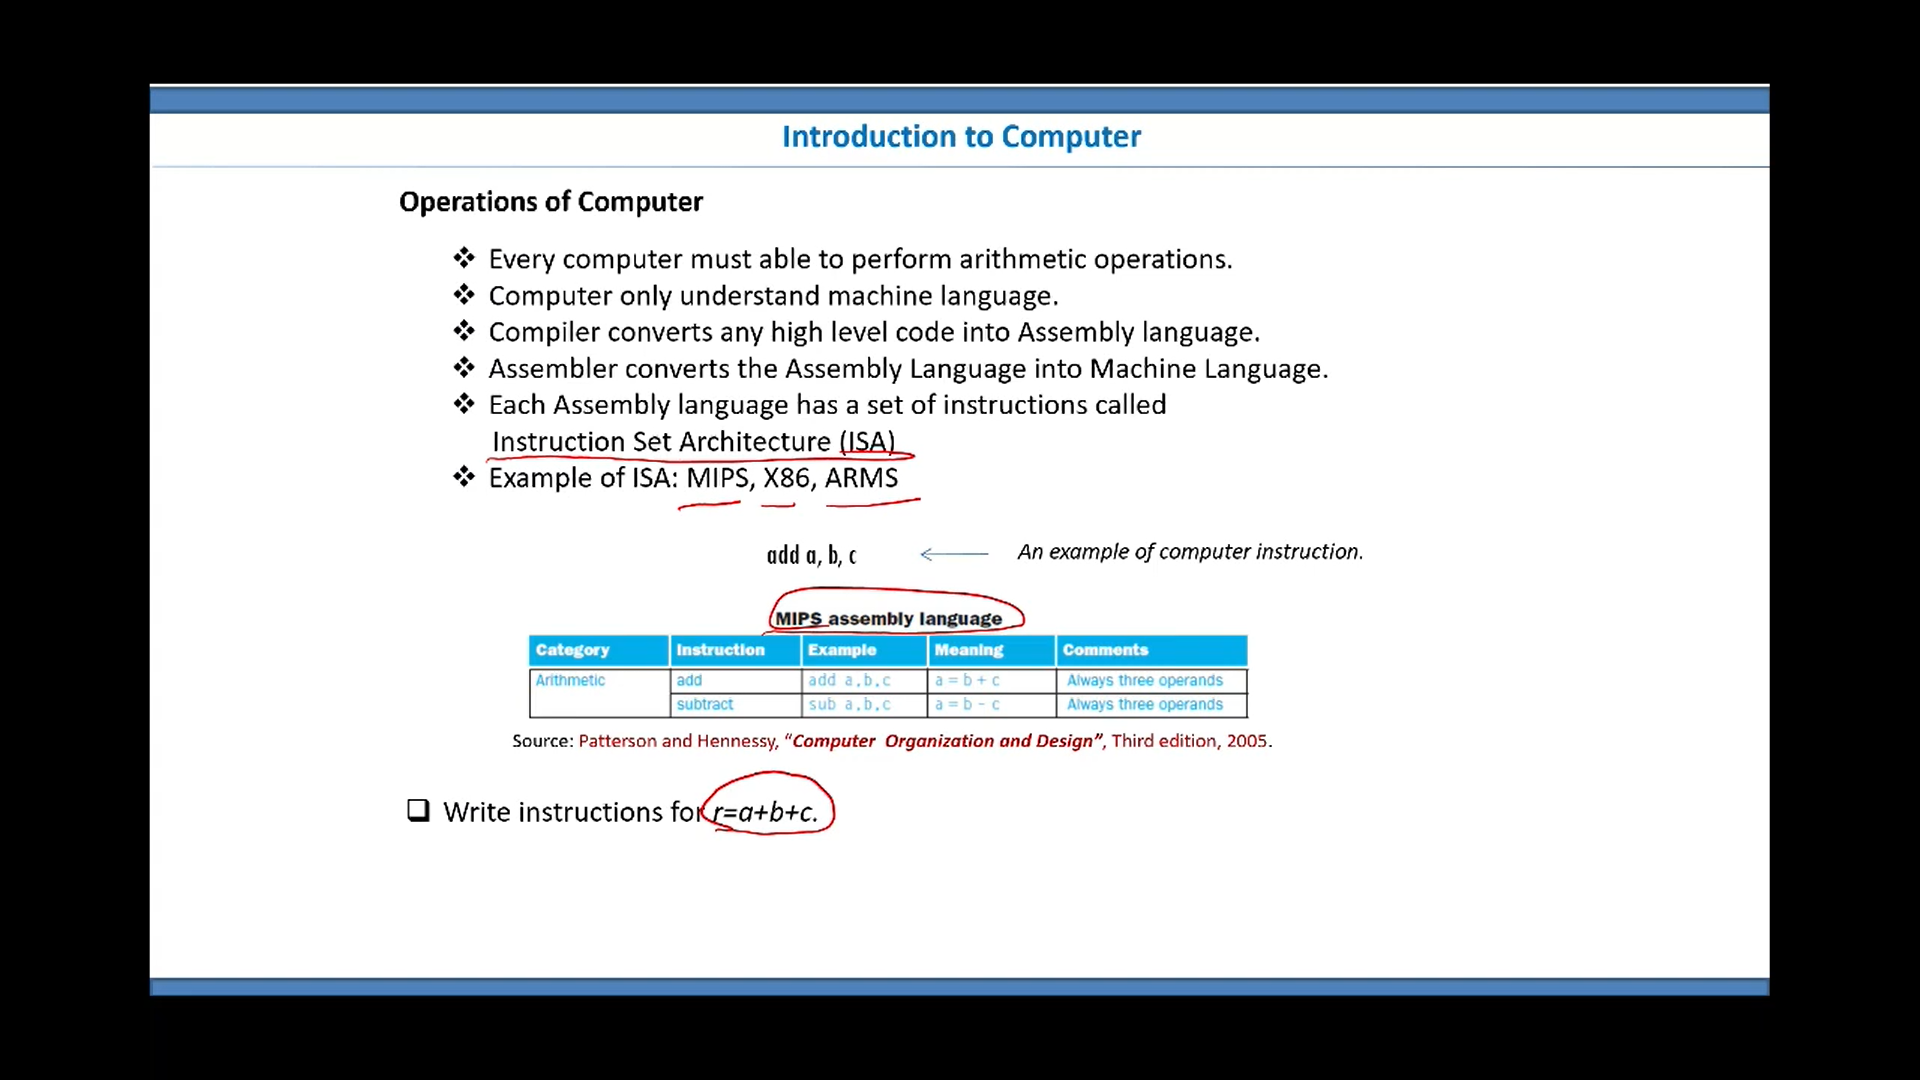 Introduction to Computer
Operations of Computer
❖ Every computer must able to perform arithmetic operations.
❖ Computer only understand machine language.
❖ Compiler converts any high level code into Assembly language.
❖ Assembler converts the Assembly Language into Machine Language.
❖ Each Assembly language has a set of instructions called
Instruction Set Architecture (ISA)
❖ Example of ISA: MIPS, X86, ARMS
add a, b, c An example of computer instruction.
MIPS assembly language
Category Instruction Example Meaning Comments
Arithmetic add add a,b,c a = b + c Always three operands
subtract sub a,b,c a = b - c Always three operands
Source: Patterson and Hennessy, “Computer Organization and Design”, Third edition, 2005.
❑ Write instructions for r=a+b+c.